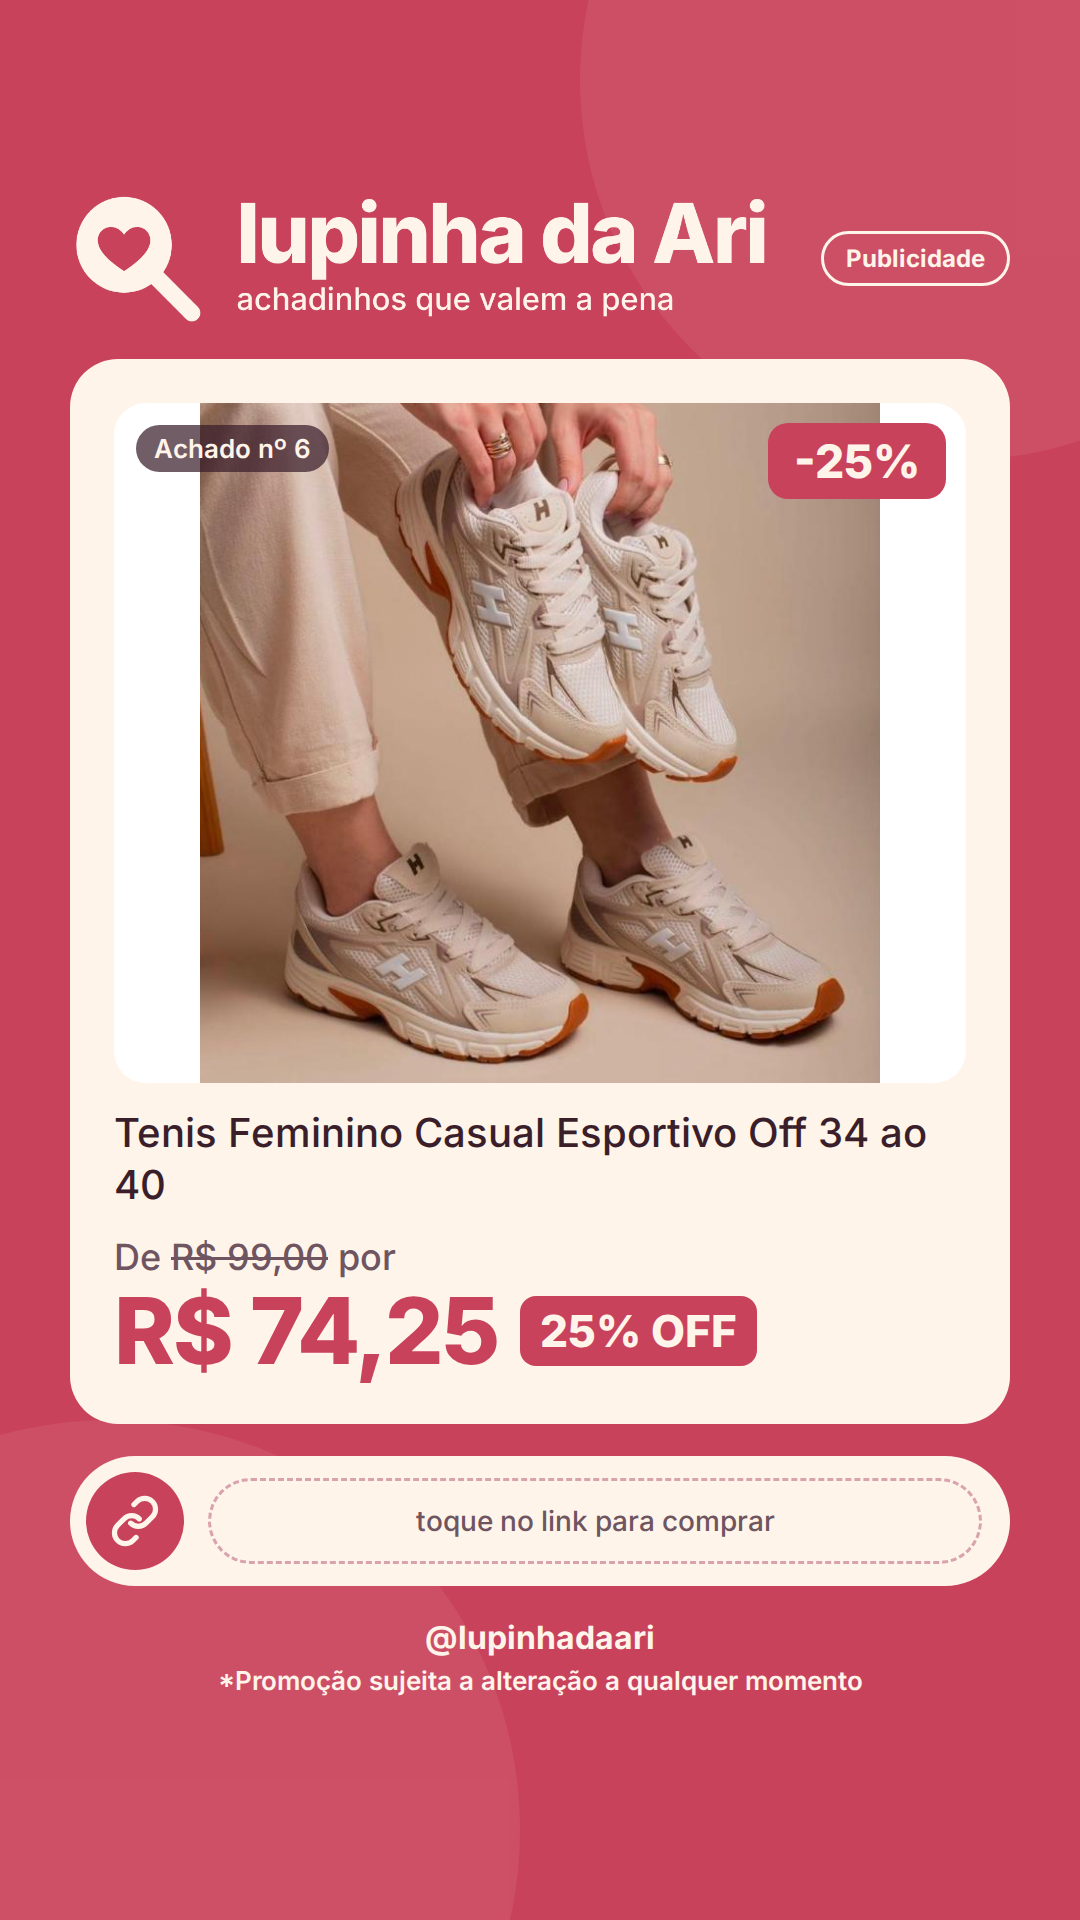 lupinha da Ari
achadinhos que valem a pena
Publicidade
Achado nº 6
-25%
H
H
H
H
H
H
H
H
Tenis Feminino Casual Esportivo Off 34 ao
40
De R$ 99,00 por
R$ 74,25 25% OFF
toque no link para comprar
@lupinhadaari
*Promoção sujeita a alteração a qualquer momento